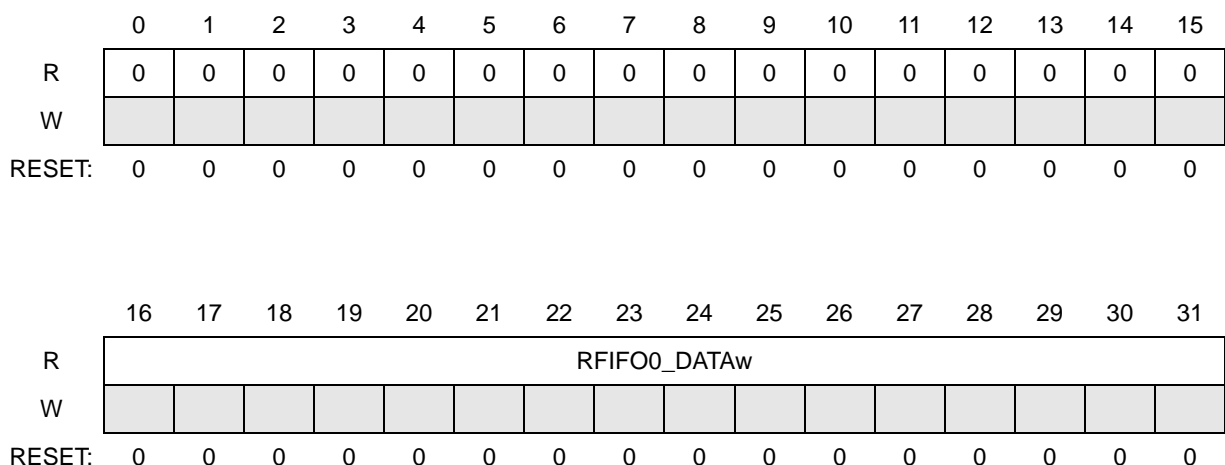 0 1 2 3 4 5 6 7 8 9 10 11 12 13 14 15
R 0 0 0 0 0 0 0 0 0 0 0 0 0 0 0 0
W
RESET: 0 0 0 0 0 0 0 0 0 0 0 0 0 0 0 0
16 17 18 19 20 21 22 23 24 25 26 27 28 29 30 31
R RFIFO0_DATAw
W
RESET: 0 0 0 0 0 0 0 0 0 0 0 0 0 0 0 0